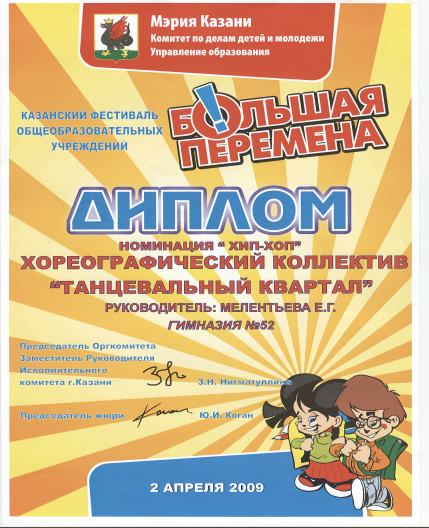 Мэрия Казани
Комитет по делам детей и молодежи
Управление образования
КАЗАНСКИЙ ФЕСТИВАЛЬ
ОБЩЕОБРАЗОВАТЕЛЬНЫХ
УЧРЕЖДЕНИЙ
БОЛЬШАЯ
ПЕРЕМЕНА
ДИПЛОМ
НОМИНАЦИЯ “ ХИП-ХОП”
ХОРЕОГРАФИЧЕСКИЙ КОЛЛЕКТИВ
“ТАНЦЕВАЛЬНЫЙ КВАРТАЛ”
РУКОВОДИТЕЛЬ: МЕЛЕНТЬЕВА Е.Г.
ГИМНАЗИЯ №52
Председатель Оргкомитета
Заместитель Руководителя
Исполнительного
комитета г.Казани З.Н. Нигматуллина
Председатель жюри Ю.И. Коган
2 АПРЕЛЯ 2009